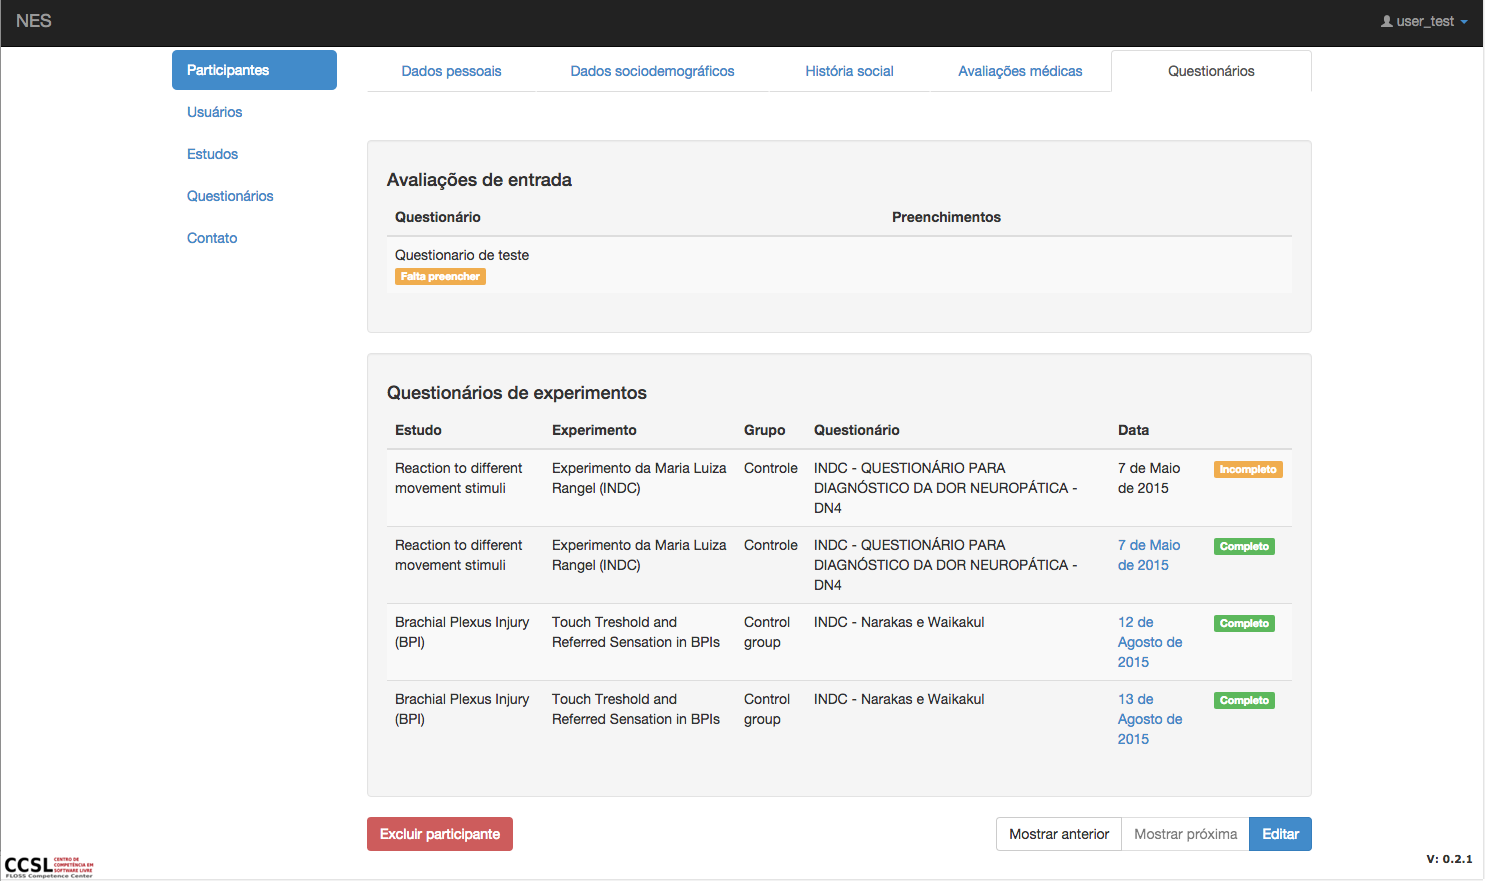 NES
user_test
Participantes
Usuários
Estudos
Questionários
Contato
Dados pessoais
Dados sociodemográficos
História social
Avaliações médicas
Questionários
Avaliações de entrada
Questionário
Preenchimentos
Questionario de teste
Falta preencher
Questionários de experimentos
Estudo
Experimento
Grupo
Questionário
Data
Reaction to different
movement stimuli
Experimento da Maria Luiza
Rangel (INDC)
Controle
INDC - QUESTIONÁRIO PARA
DIAGNÓSTICO DA DOR NEUROPÁTICA -
DN4
7 de Maio
de 2015
Incompleto
Reaction to different
movement stimuli
Experimento da Maria Luiza
Rangel (INDC)
Controle
INDC - QUESTIONÁRIO PARA
DIAGNÓSTICO DA DOR NEUROPÁTICA -
DN4
7 de Maio
de 2015
Completo
Brachial Plexus Injury
(BPI)
Touch Treshold and
Referred Sensation in BPIs
Control
group
INDC - Narakas e Waikakul
12 de
Agosto de
2015
Completo
Brachial Plexus Injury
(BPI)
Touch Treshold and
Referred Sensation in BPIs
Control
group
INDC - Narakas e Waikakul
13 de
Agosto de
2015
Completo
Excluir participante
Mostrar anterior
Mostrar próxima
Editar
CCSL
CENTRO DE
COMPETÊNCIA EM
SOFTWARE LIVRE
FLOSS Competence Center
V: 0.2.1